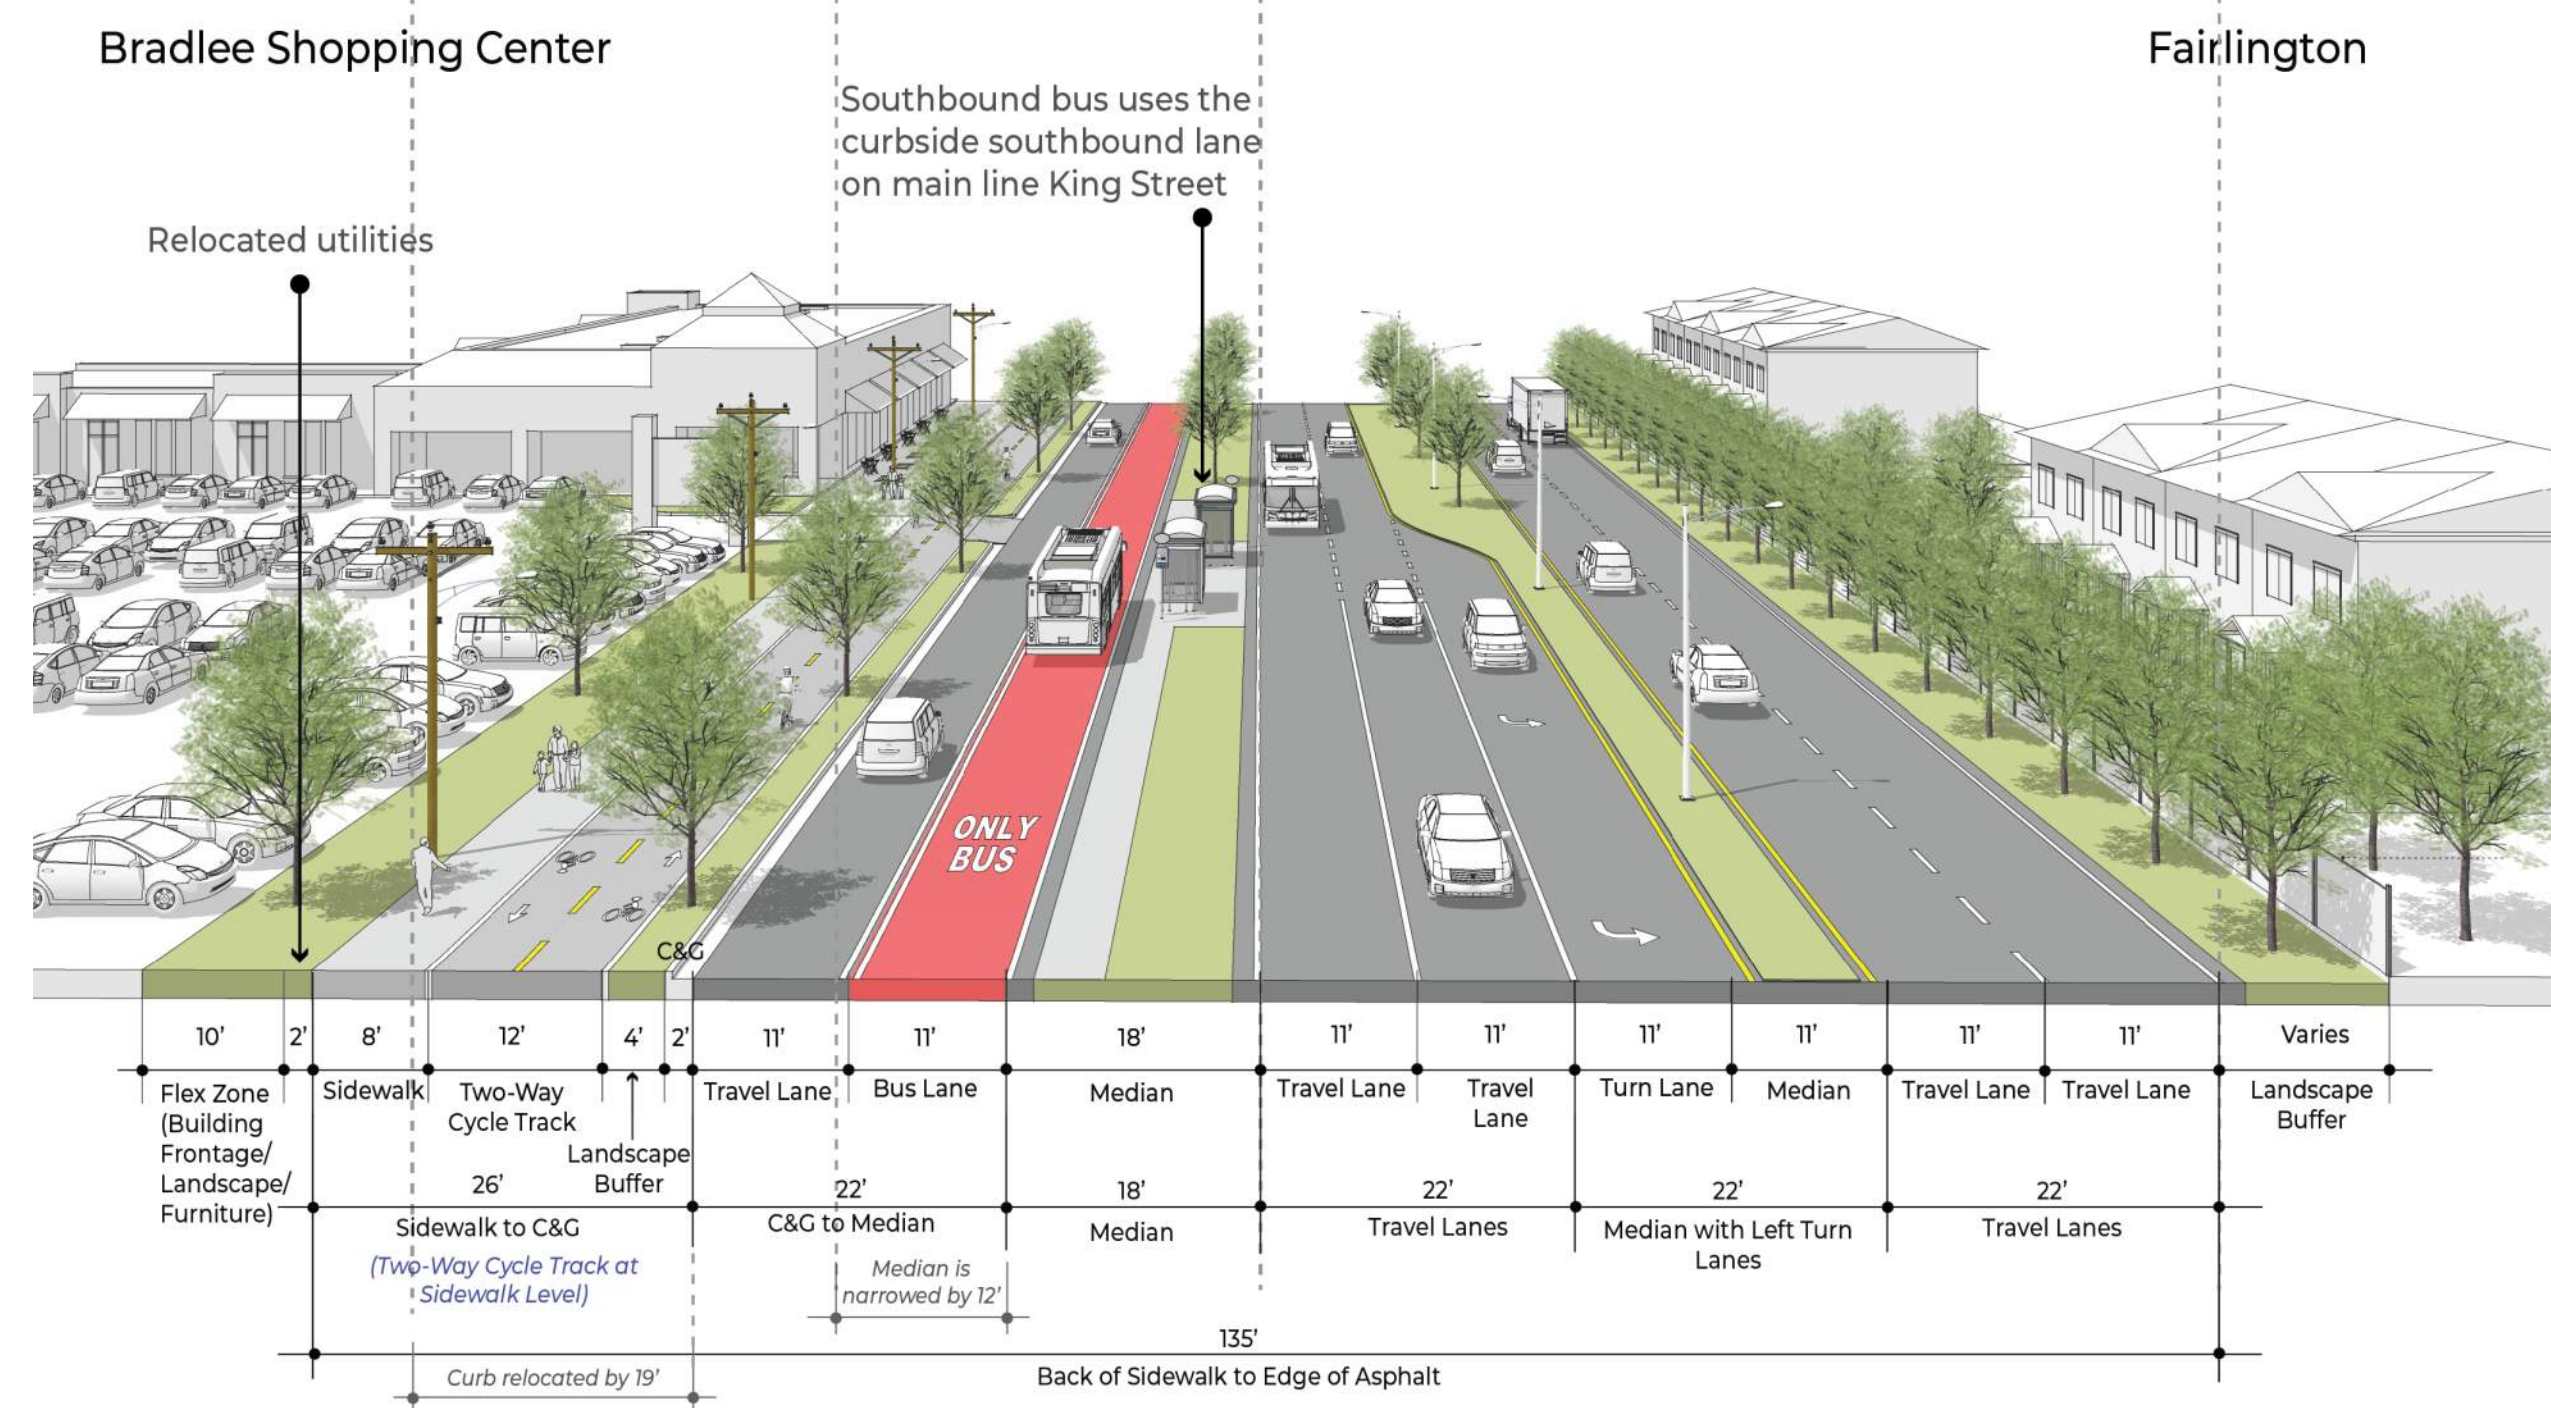 Bradlee Shopping Center
Fairlington
Southbound bus uses the
curbside southbound lane
on main line King Street
Relocated utilities
ONLY
BUS
C&G
10’
2’
8’
12’
4’
2’
11’
11’
18’
11’
11’
11’
11’
11’
11’
Varies
Flex Zone
(Building
Frontage/
Landscape/
Furniture)
Sidewalk
Two-Way
Cycle Track
Landscape
Buffer
Travel Lane
Bus Lane
Median
Travel Lane
Travel
Lane
Turn Lane
Median
Travel Lane
Travel Lane
Landscape
Buffer
26’
22’
18’
22’
22’
22’
Sidewalk to C&G
(Two-Way Cycle Track at
Sidewalk Level)
C&G to Median
Median
Travel Lanes
Median with Left Turn
Lanes
Travel Lanes
Median is
narrowed by 12’
135’
Back of Sidewalk to Edge of Asphalt
Curb relocated by 19’